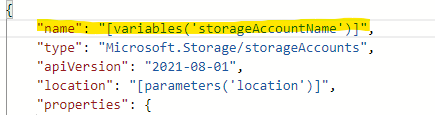 {
"name": "[variables('storageAccountName')]",
"type": "Microsoft.Storage/storageAccounts",
"apiVersion": "2021-08-01",
"location": "[parameters('location')]",
"properties": {